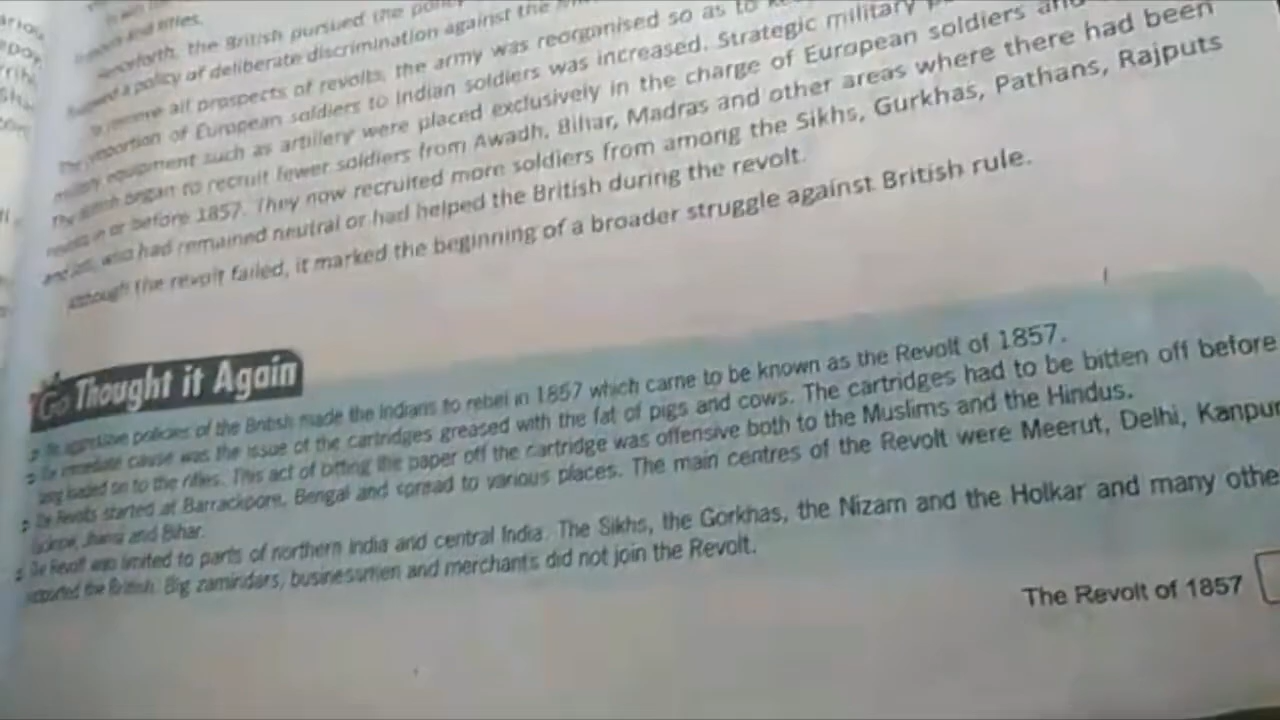 the British pursued the
a policy of deliberate discrimination against the
to remove all prospects of revolts, the army was reorganised so as to
The proportion of European soldiers to Indian soldiers was increased. Strategic military
military equipment such as artillery were placed exclusively in the charge of European soldiers and
The British began to recruit fewer soldiers from Awadh, Bihar, Madras and other areas where there had been
revolts in or before 1857. They now recruited more soldiers from among the Sikhs, Gurkhas, Pathans, Rajputs
and who had remained neutral or had helped the British during the revolt.
although the revolt failed, it marked the beginning of a broader struggle against British rule.
Go Thought it Again
policies of the British made the Indians to rebel in 1857 which came to be known as the Revolt of 1857.
The immediate cause was the issue of the cartridges greased with the fat of pigs and cows. The cartridges had to be bitten off before
being loaded on to the rifles. This act of bitting the paper off the cartridge was offensive both to the Muslims and the Hindus.
The Revolts started at Barrackpore, Bengal and spread to various places. The main centres of the Revolt were Meerut, Delhi, Kanpur
Jhansi and Bihar.
The Revolt was limited to parts of northern India and central India. The Sikhs, the Gorkhas, the Nizam and the Holkar and many othe
supported the British. Big zamindars, businessmen and merchants did not join the Revolt.
The Revolt of 1857